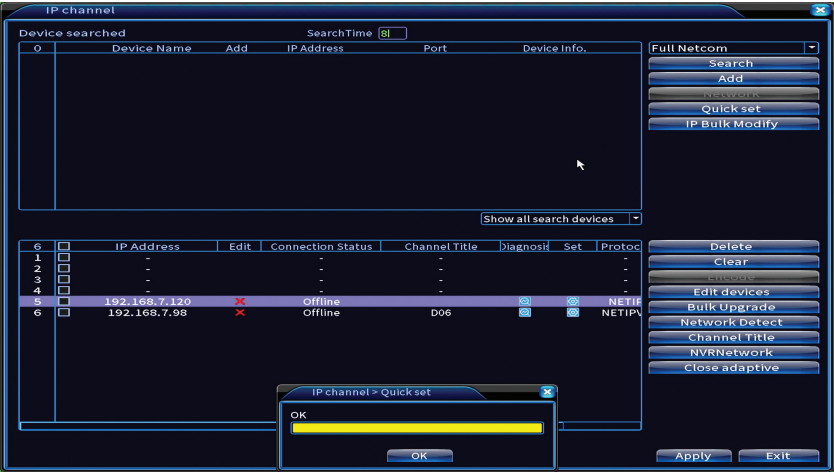 IP channel
Device searched SearchTime 8
0 Device Name Add IP Address Port Device Info. Full Netcom
Search
Add
Network
Quick set
IP Bulk Modify
Show all search devices
6 IP Address Edit Connection Status Channel Title Diagnosis Set Protoc Delete
1 - - - - Clear
2 - - - -
3 - - - - Encode
4 - - - - Edit devices
5 192.168.7.120 Offline NETIP
6 192.168.7.98 Offline D06 NETIPV
Bulk Upgrade
Network Detect
Channel Title
NVRNetwork
Close adaptive
IP channel > Quick set
OK
OK
Apply Exit